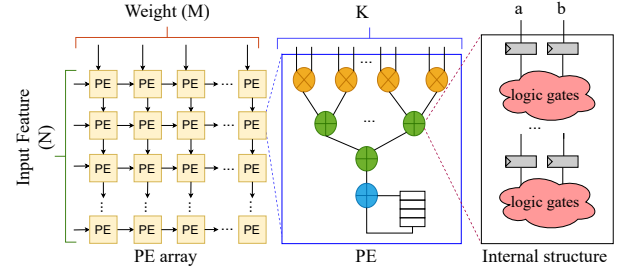 Weight (M)
K
a
b
Input Feature
(N)
PE PE PE ... PE
PE PE PE ... PE
PE PE PE ... PE
PE PE PE ... PE
...
...
logic gates
...
logic gates
PE array
PE
Internal structure